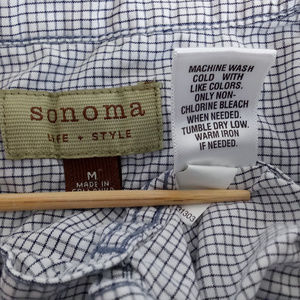 sonoma
LIFE + STYLE
M
MADE IN
MACHINE WASH
COLD WITH
LIKE COLORS,
ONLY NON-
CHLORINE BLEACH
WHEN NEEDED.
TUMBLE DRY LOW.
WARM IRON
IF NEEDED.